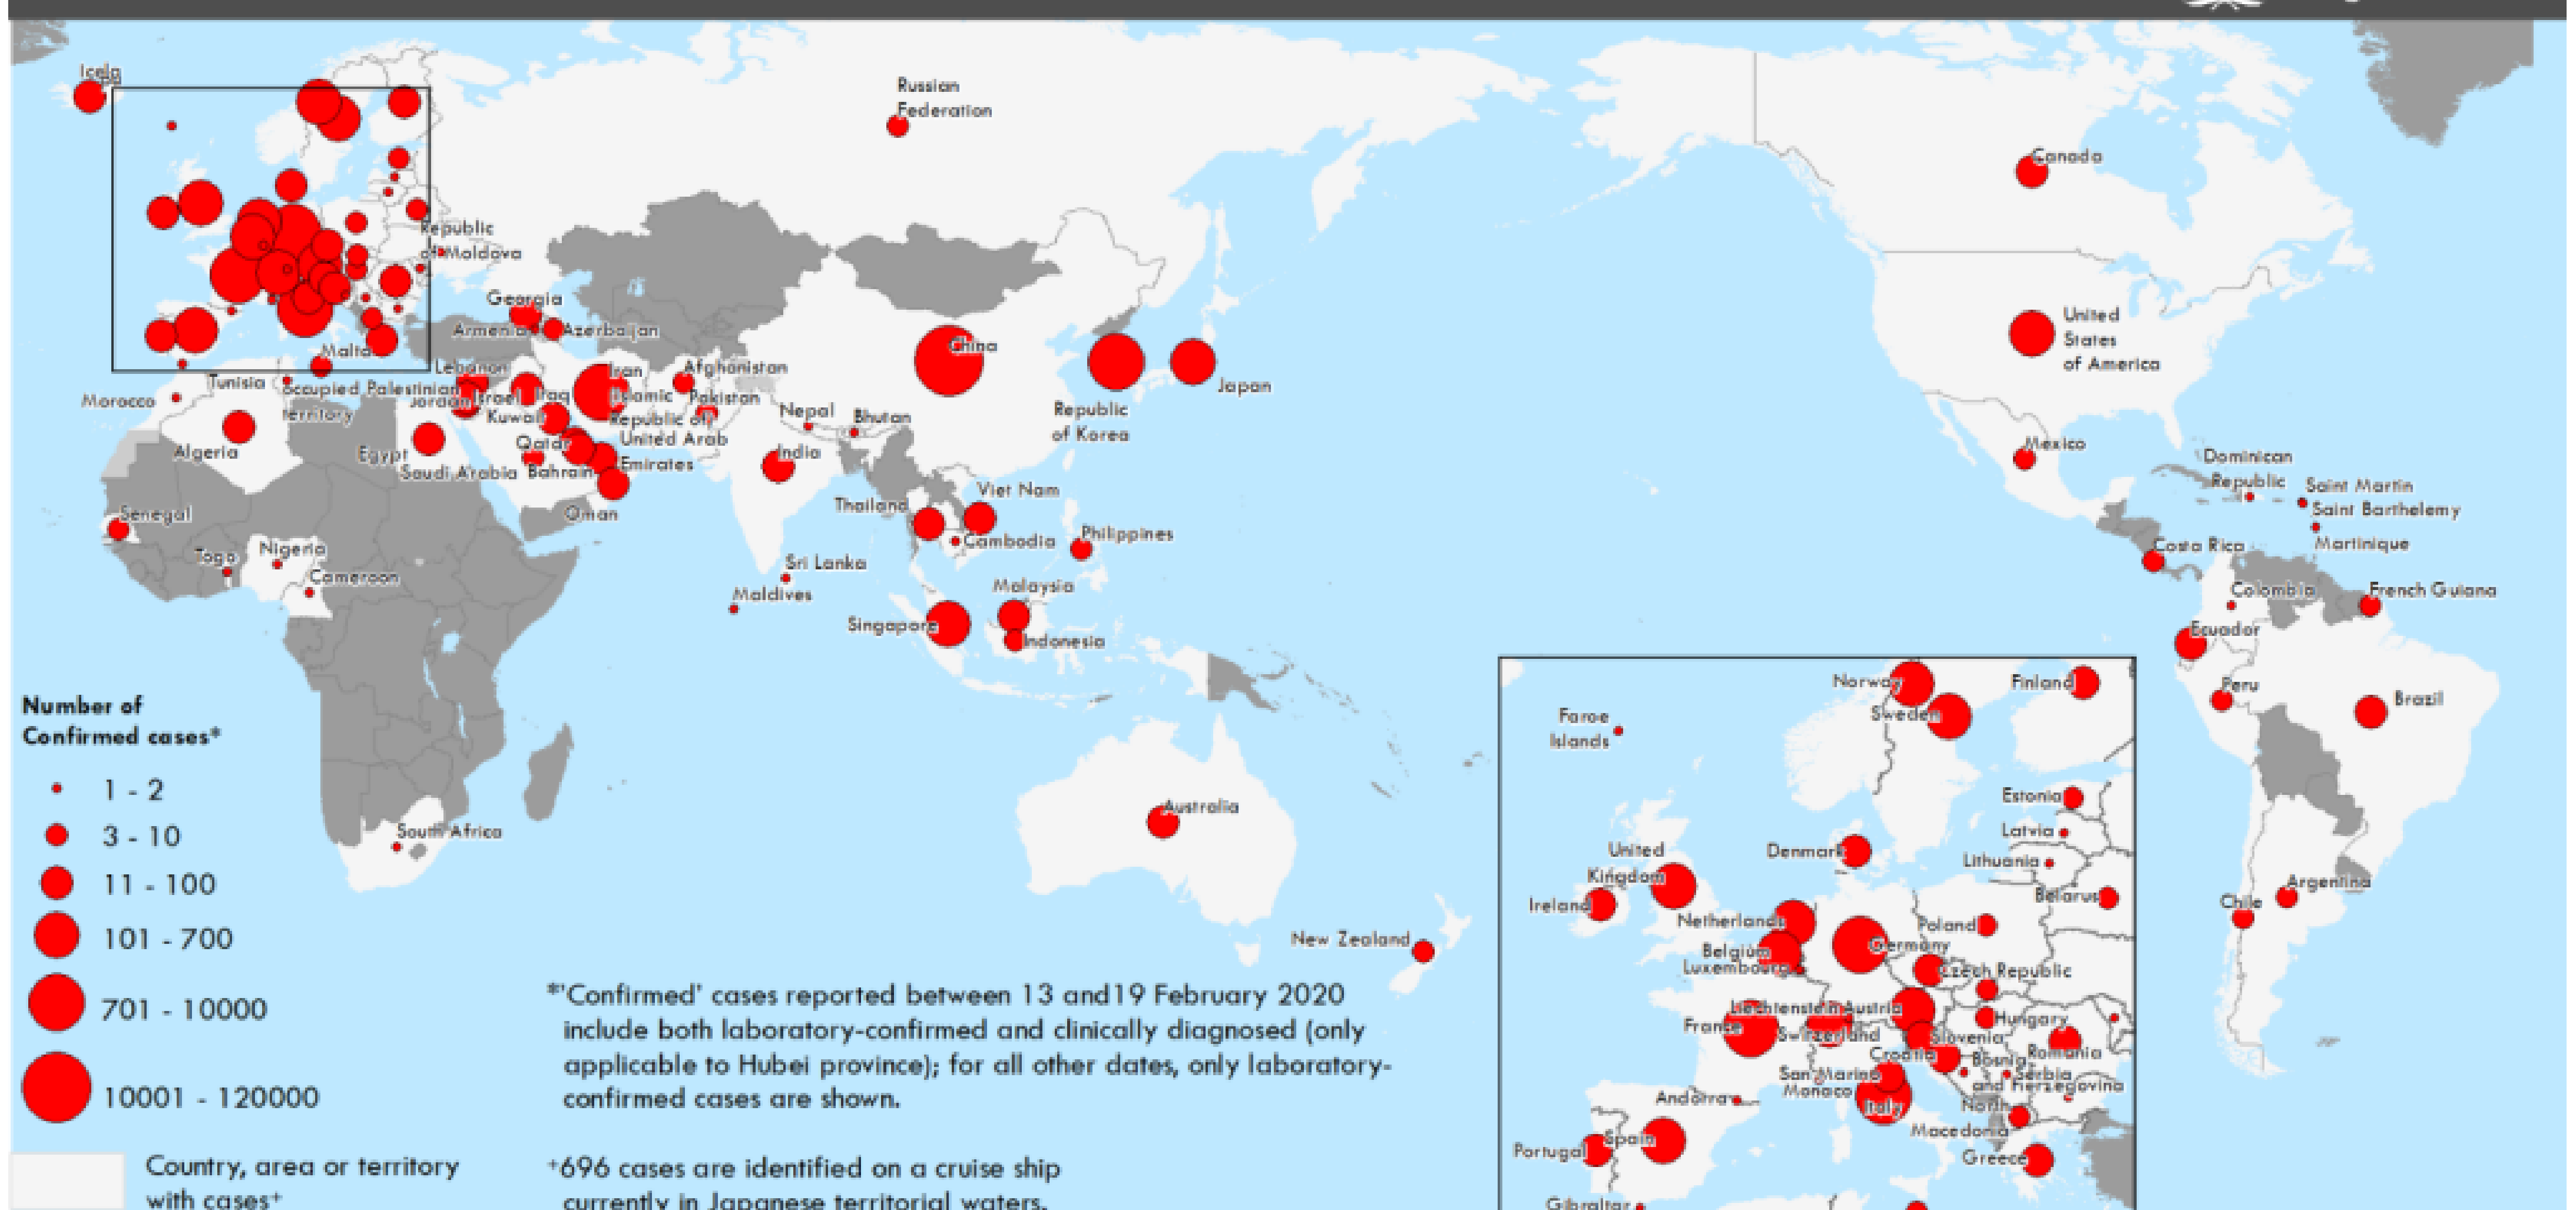 Russian
Federation
Canada
Republic
of Moldova
Georgia
Armenia
Azerbaijan
China
United
States
of America
Malta
Lebanon
Iran
Afghanistan
Japan
Tunisia
occupied Palestinian
territory
Israel
Iraq
Islamic
Pakistan
Morocco
Jordan
Kuwait
Republic of
Nepal
Bhutan
Republic
of Korea
Algeria
Egypt
Qatar
United Arab
Emirates
India
Mexico
Saudi Arabia
Bahrain
Dominican
Republic
Saint Martin
Saint Barthelemy
Martinique
Oman
Thailand
Viet Nam
Senegal
Cambodia
Philippines
Togo
Nigeria
Cameroon
Sri Lanka
Maldives
Malaysia
Costa Rica
Colombia
French Guiana
Singapore
Indonesia
Ecuador
Peru
Brazil
Argentina
Chile
South Africa
Australia
New Zealand
Number of
Confirmed cases*
1 - 2
3 - 10
11 - 100
101 - 700
701 - 10000
10001 - 120000
Country, area or territory
with cases+
*'Confirmed' cases reported between 13 and19 February 2020
include both laboratory-confirmed and clinically diagnosed (only
applicable to Hubei province); for all other dates, only laboratory-
confirmed cases are shown.
+696 cases are identified on a cruise ship
currently in Japanese territorial waters.
Norway
Finland
Sweden
Faroe
Islands
Estonia
Latvia
Denmark
United
Kingdom
Lithuania
Ireland
Belarus
Netherlands
Poland
Belgium
Germany
Luxembourg
Czech Republic
Liechtenstein
Austria
France
Switzerland
Hungary
Slovenia
Croatia
Romania
Bosnia
and Herzegovina
San Marino
Serbia
Monaco
Andorra
Italy
North
Macedonia
Portugal
Spain
Greece
Gibraltar